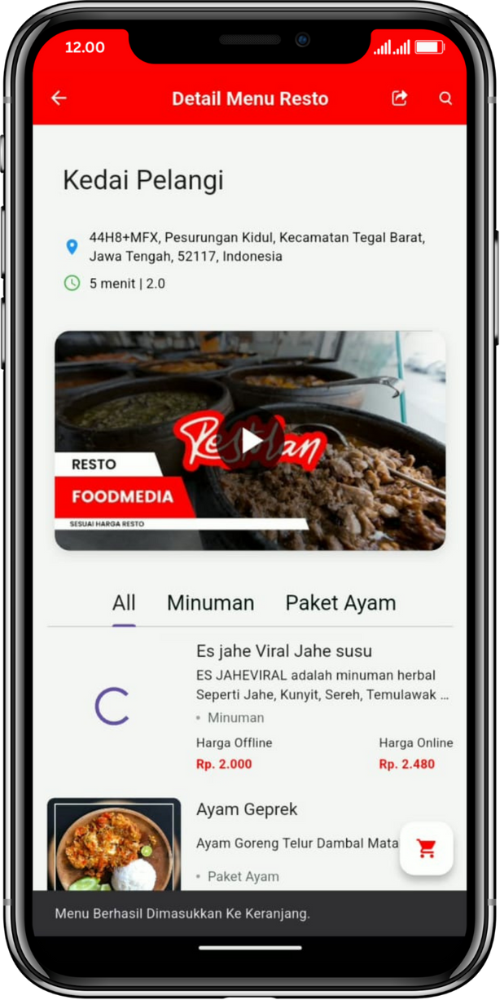 12.00
Detail Menu Resto
Kedai Pelangi
44H8+MFX, Pesurungan Kidul, Kecamatan Tegal Barat,
Jawa Tengah, 52117, Indonesia
5 menit | 2.0
RESTO
FOODMEDIA
SESUAI HARGA RESTO
All Minuman Paket Ayam
Es jahe Viral Jahe susu
ES JAHEVIRAL adalah minuman herbal
Seperti Jahe, Kunyit, Sereh, Temulawak ...
• Minuman
Harga Offline Harga Online
Rp. 2.000 Rp. 2.480
Ayam Geprek
Ayam Goreng Telur Dambal Mata
• Paket Ayam
Menu Berhasil Dimasukkan Ke Keranjang.